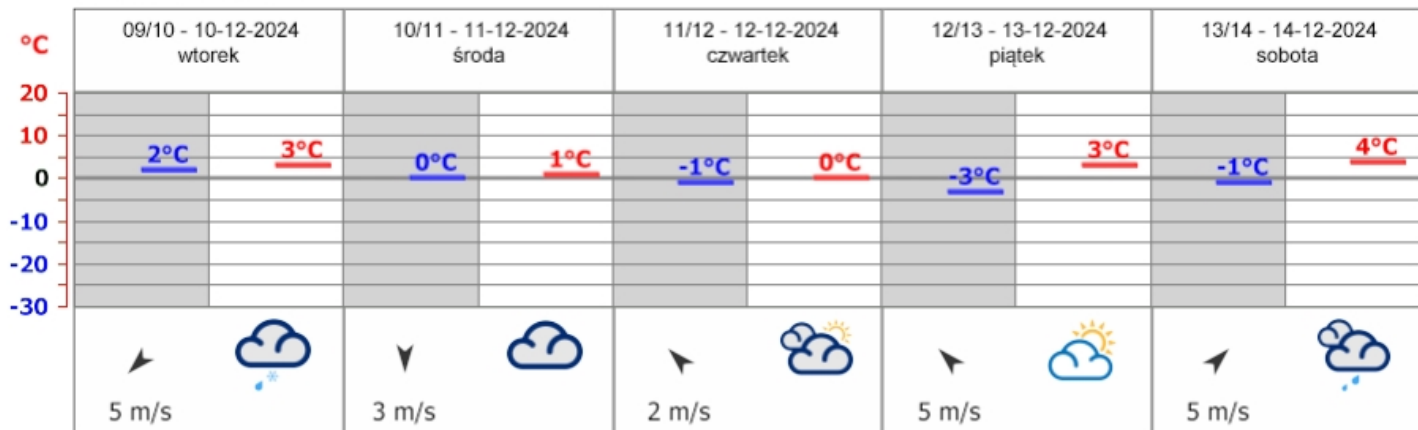 09/10 - 10-12-2024
wtorek
10/11 - 11-12-2024
środa
11/12 - 12-12-2024
czwartek
12/13 - 13-12-2024
piątek
13/14 - 14-12-2024
sobota
°C
20
10
0
-10
-20
-30
2°C
3°C
0°C
1°C
-1°C
0°C
-3°C
3°C
-1°C
4°C
5 m/s
3 m/s
2 m/s
5 m/s
5 m/s